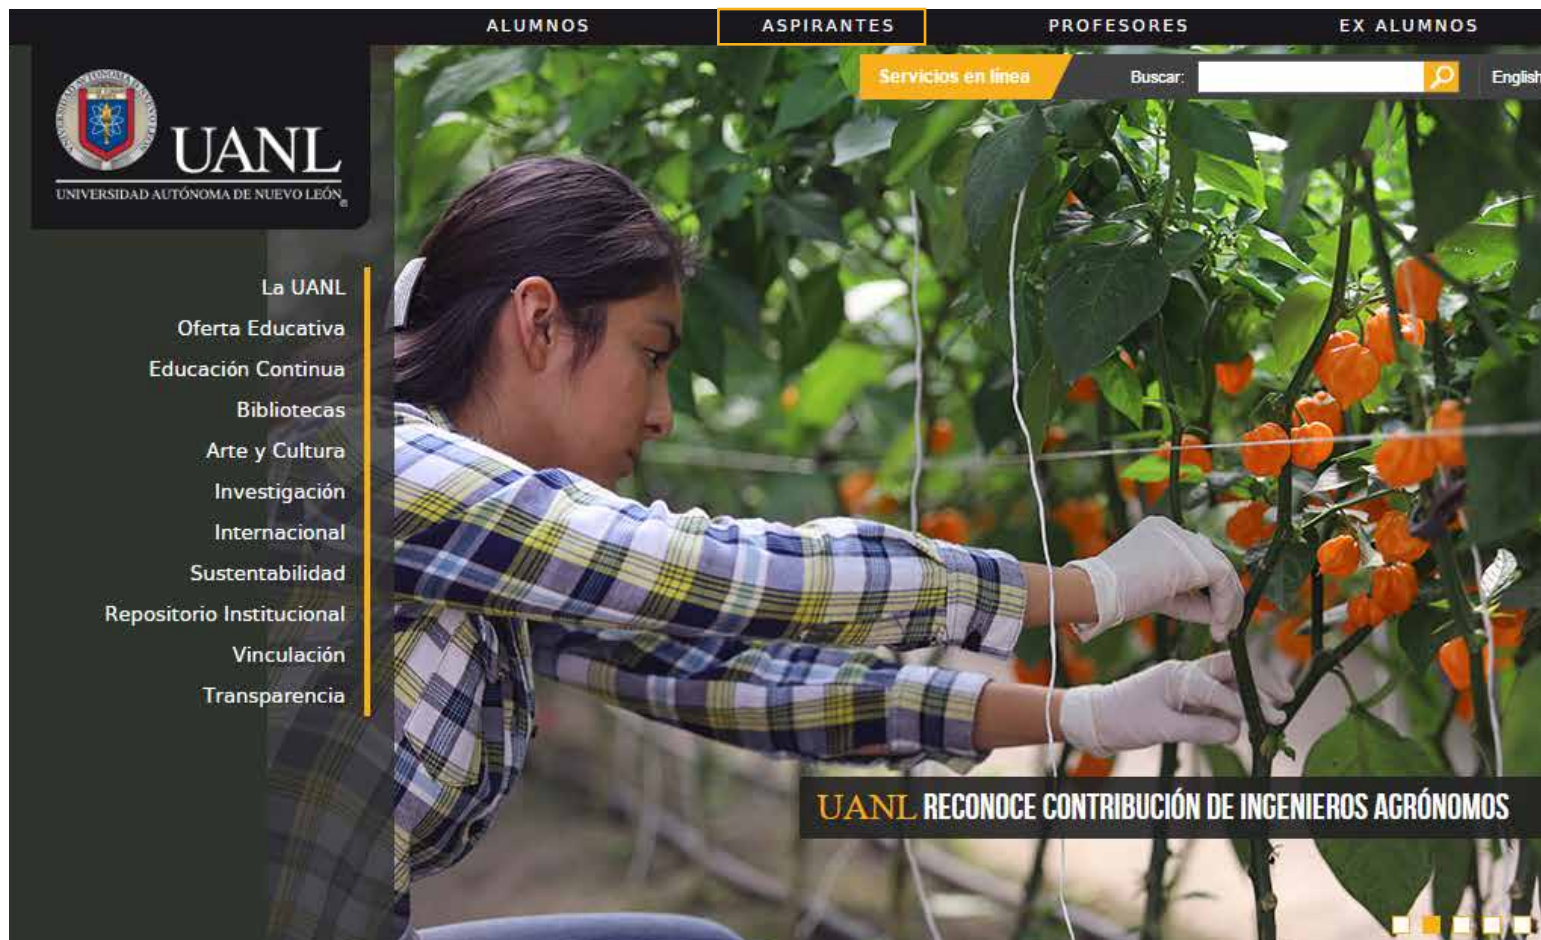 ALUMNOS
ASPIRANTES
PROFESORES
EX ALUMNOS
Servicios en línea
Buscar:
English
UANL
UNIVERSIDAD AUTÓNOMA DE NUEVO LEÓN
®
La UANL
Oferta Educativa
Educación Continua
Bibliotecas
Arte y Cultura
Investigación
Internacional
Sustentabilidad
Repositorio Institucional
Vinculación
Transparencia
UANL RECONOCE CONTRIBUCIÓN DE INGENIEROS AGRÓNOMOS